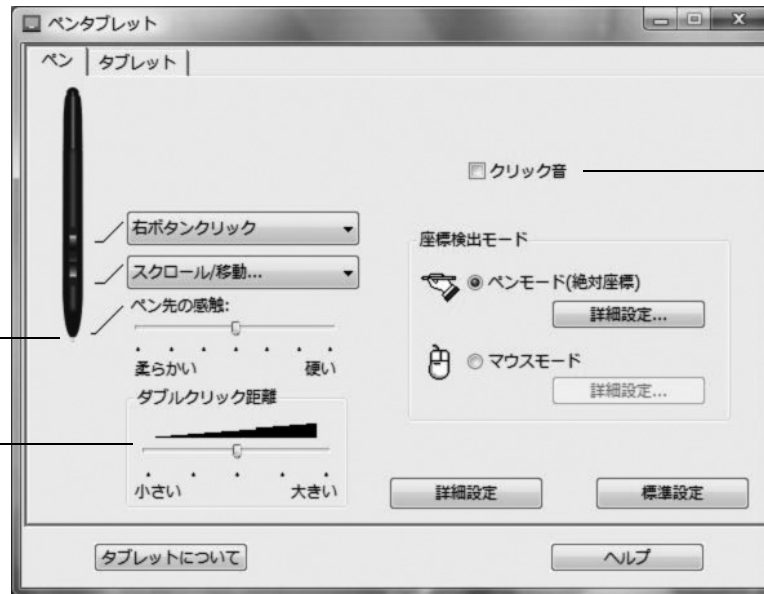 ペンタブレット
ペン タブレット
クリック音
右ボタンクリック
スクロール/移動...
ペン先の感触:
柔らかい 硬い
ダブルクリック距離
小さい 大きい
座標検出モード
ペンモード(絶対座標)
詳細設定...
マウスモード
詳細設定...
詳細設定 標準設定
タブレットについて ヘルプ